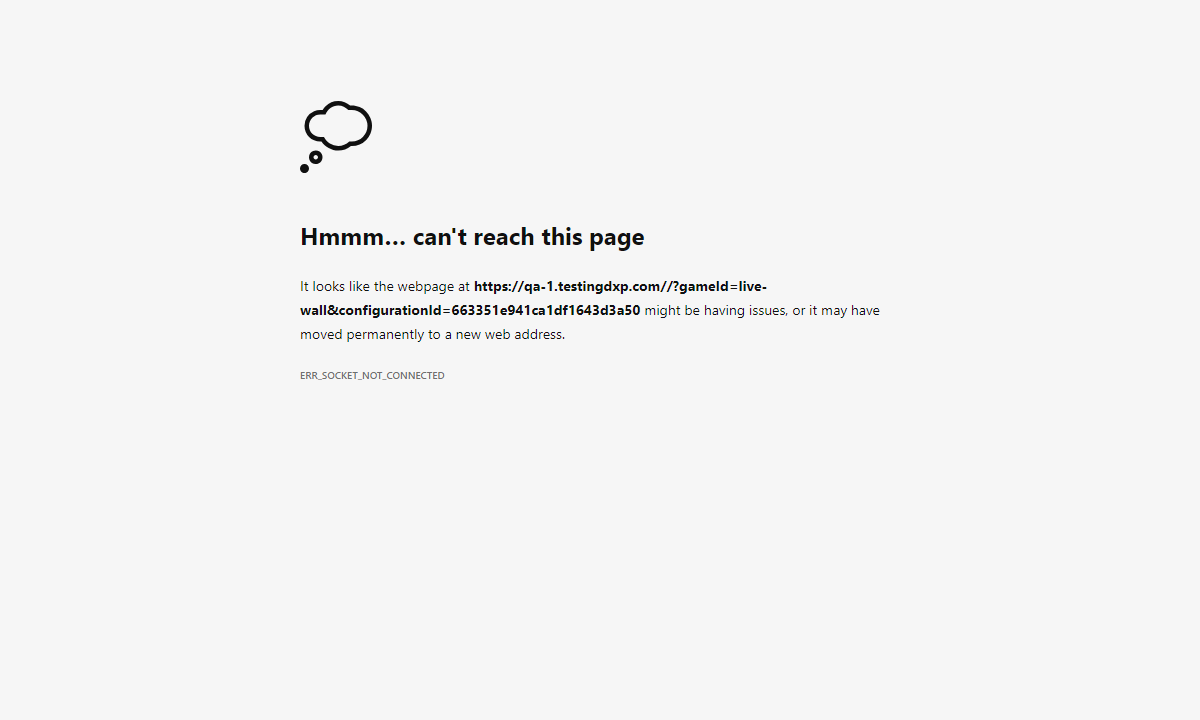 Hmmm... can't reach this page
It looks like the webpage at https://qa-1.testingdxp.com//?gameId=live-
wall&configurationId=663351e941ca1df1643d3a50 might be having issues, or it may have
moved permanently to a new web address.
ERR_SOCKET_NOT_CONNECTED